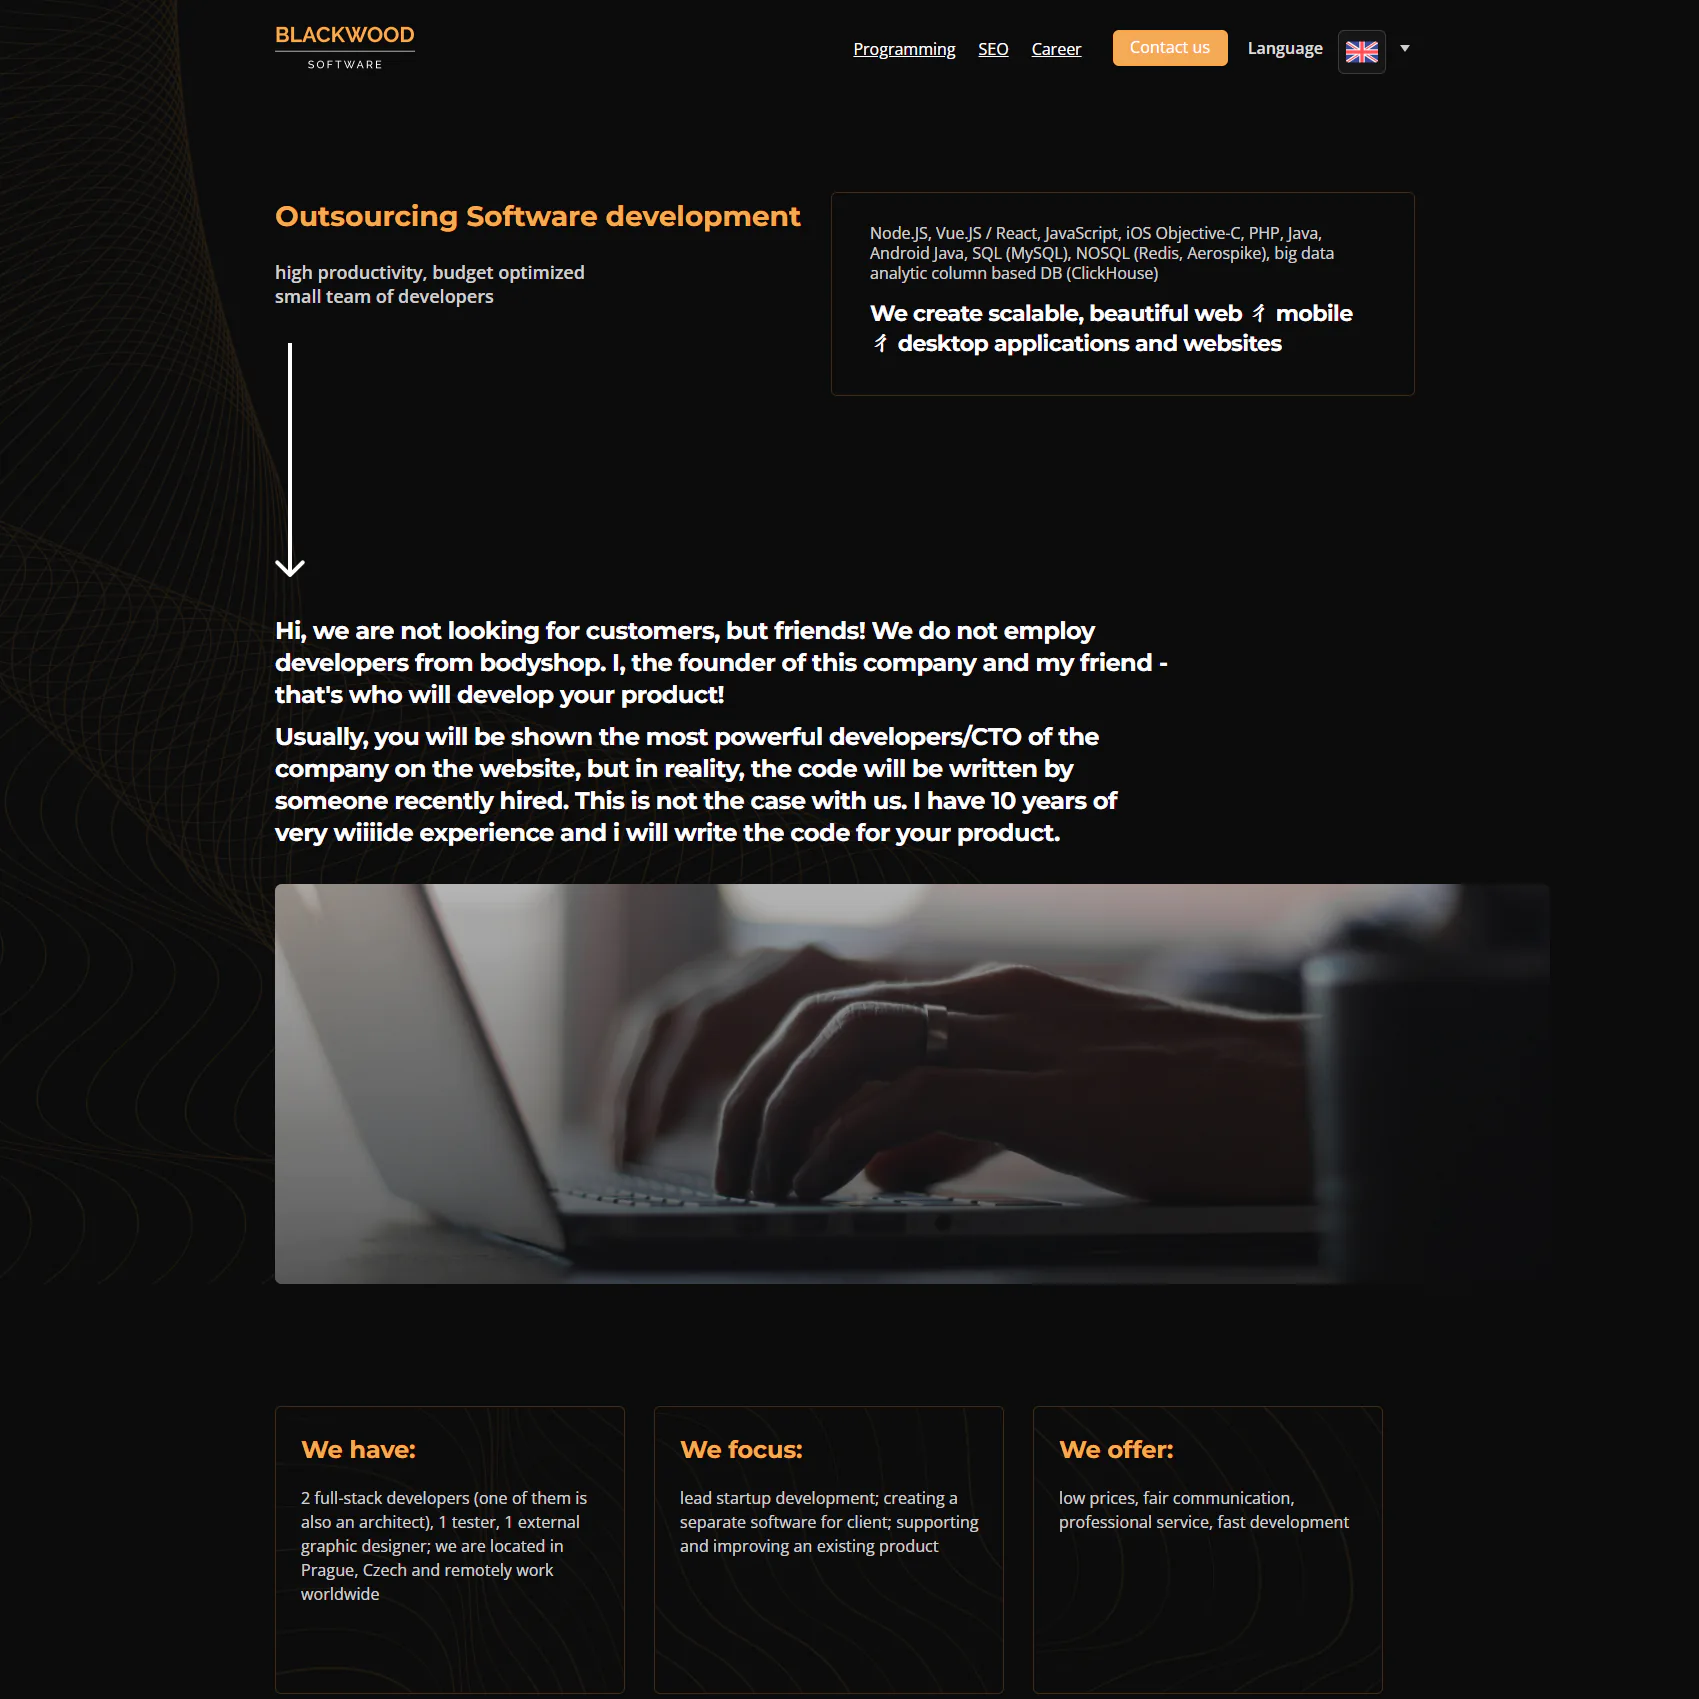 BLACKWOOD
SOFTWARE
Programming SEO Career Contact us Language
Outsourcing Software development
high productivity, budget optimized
small team of developers
Node.JS, Vue.JS / React, JavaScript, iOS Objective-C, PHP, Java,
Android Java, SQL (MySQL), NOSQL (Redis, Aerospike), big data
analytic column based DB (ClickHouse)
We create scalable, beautiful web ⼻ mobile
⼻ desktop applications and websites
Hi, we are not looking for customers, but friends! We do not employ
developers from bodyshop. I, the founder of this company and my friend -
that's who will develop your product!
Usually, you will be shown the most powerful developers/CTO of the
company on the website, but in reality, the code will be written by
someone recently hired. This is not the case with us. I have 10 years of
very wiiiide experience and i will write the code for your product.
We have:
2 full-stack developers (one of them is
also an architect), 1 tester, 1 external
graphic designer; we are located in
Prague, Czech and remotely work
worldwide
We focus:
lead startup development; creating a
separate software for client; supporting
and improving an existing product
We offer:
low prices, fair communication,
professional service, fast development